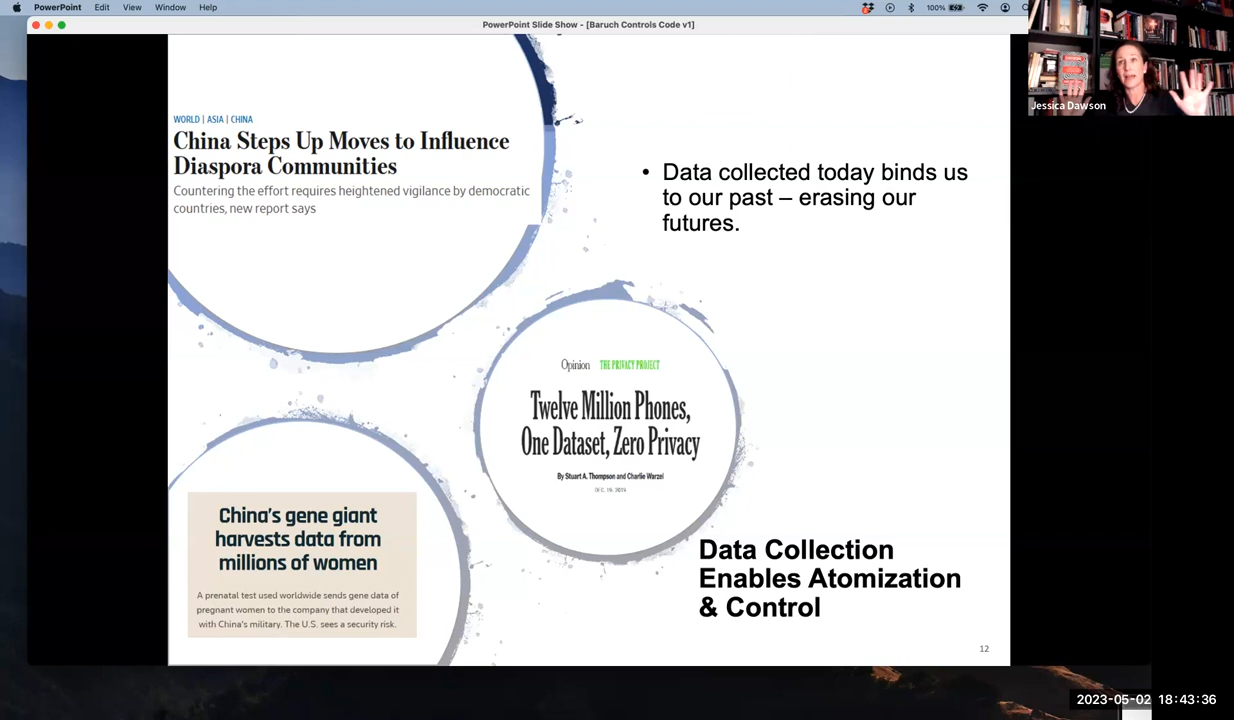 PowerPoint Edit View Window Help
100%
PowerPoint Slide Show - [Baruch Controls Code v1]
Jessica Dawson
WORLD | ASIA | CHINA
China Steps Up Moves to Influence
Diaspora Communities
Countering the effort requires heightened vigilance by democratic
countries, new report says
• Data collected today binds us
to our past – erasing our
futures.
Opinion THE PRIVACY PROJECT
Twelve Million Phones,
One Dataset, Zero Privacy
By Stuart A. Thompson and Charlie Warzel
DEC. 19, 2019
China's gene giant
harvests data from
millions of women
A prenatal test used worldwide sends gene data of
pregnant women to the company that developed it
with China's military. The U.S. sees a security risk.
Data Collection
Enables Atomization
& Control
12
2023-05-02 18:43:36